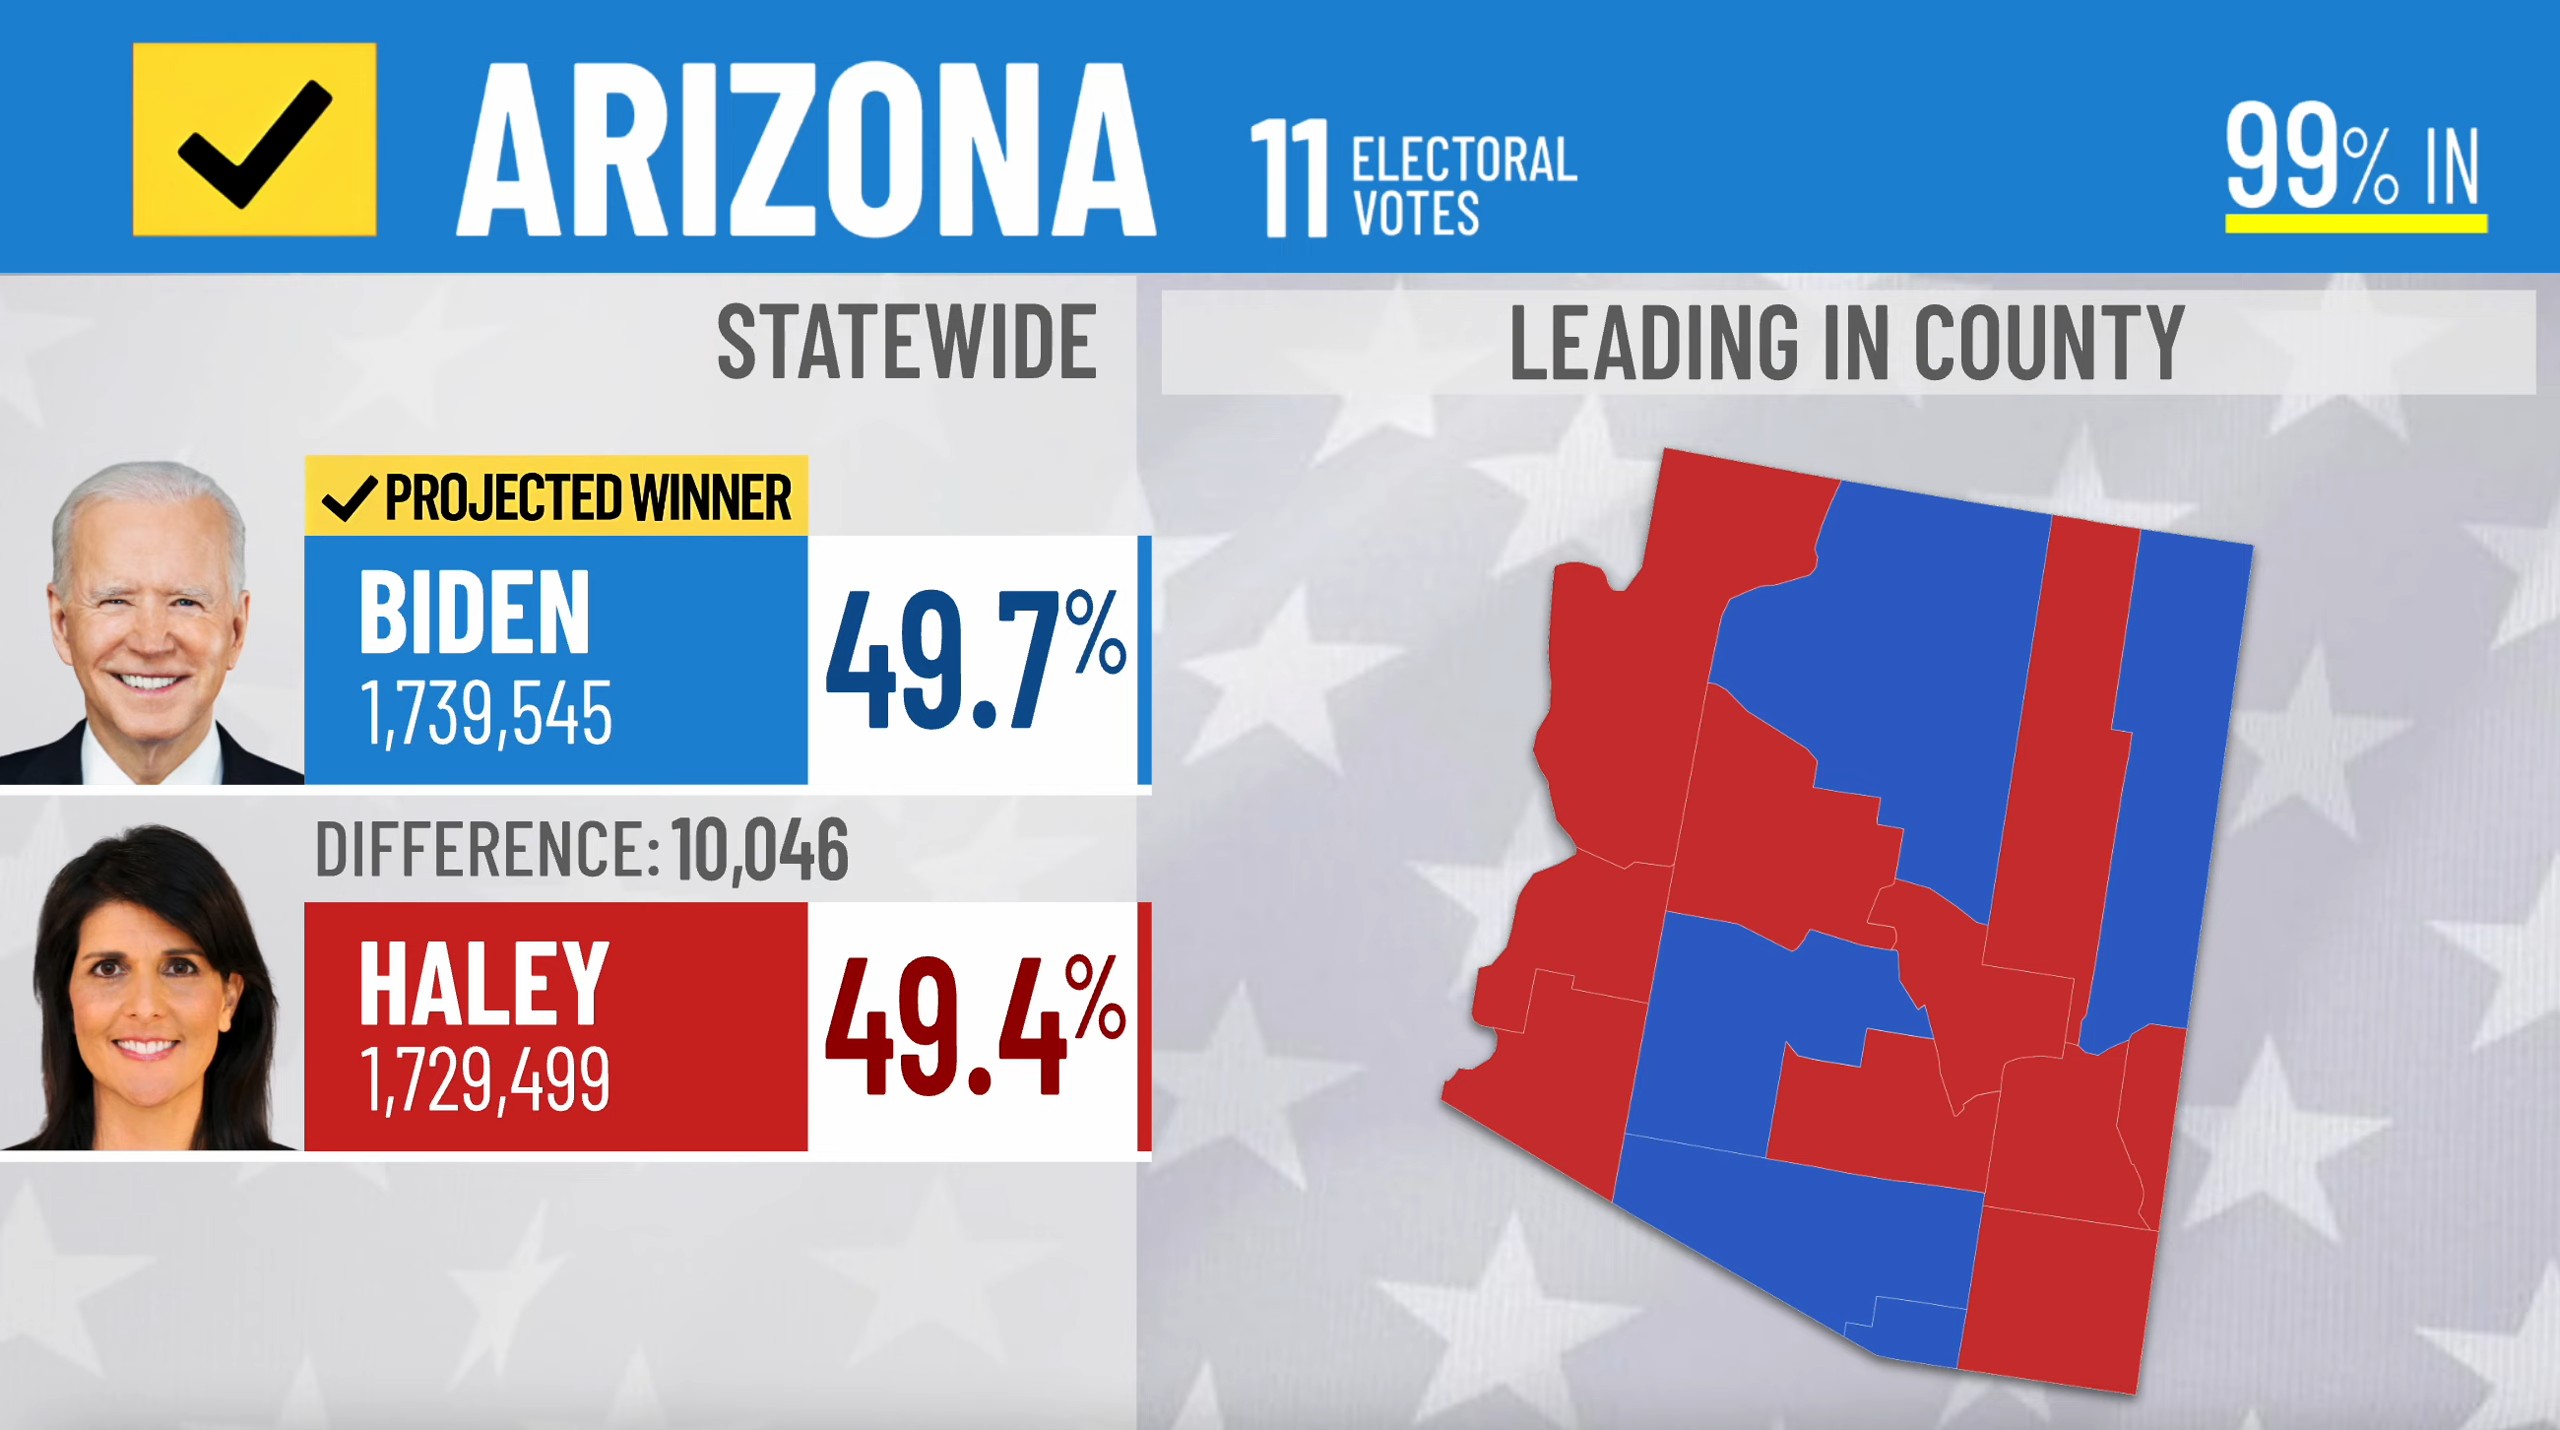 ARIZONA
11 ELECTORAL VOTES
99% IN
STATEWIDE
PROJECTED WINNER
BIDEN
1,739,545
49.7%
DIFFERENCE: 10,046
HALEY
1,729,499
49.4%
LEADING IN COUNTY